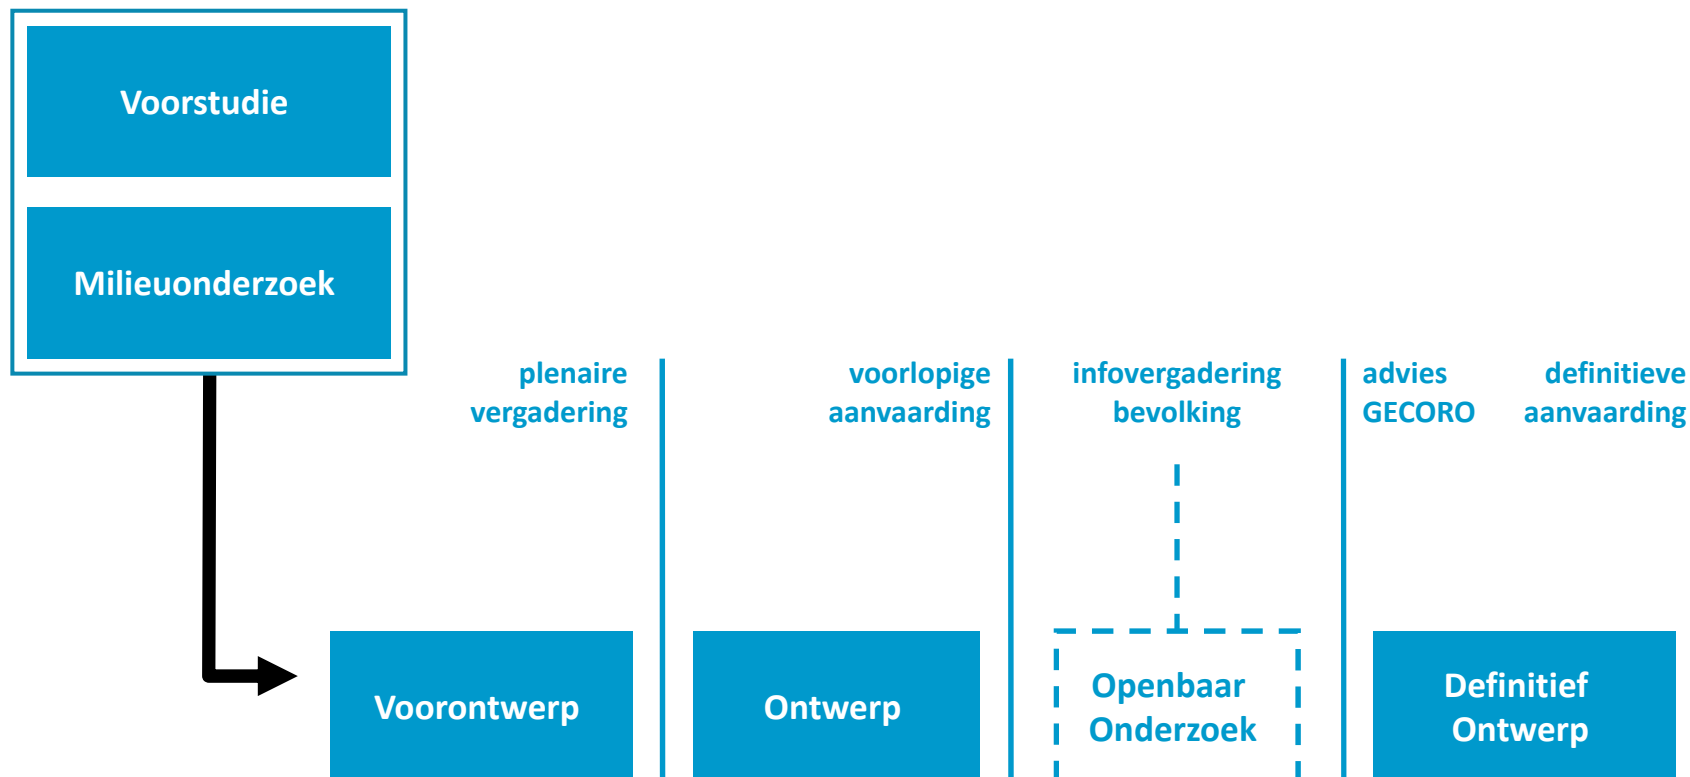 Voorstudie
Milieuonderzoek
plenaire
vergadering
voorlopige
aanvaarding
infovergadering
bevolking
advies
GECORO
definitieve
aanvaarding
Voorontwerp
Ontwerp
Openbaar
Onderzoek
Definitief
Ontwerp